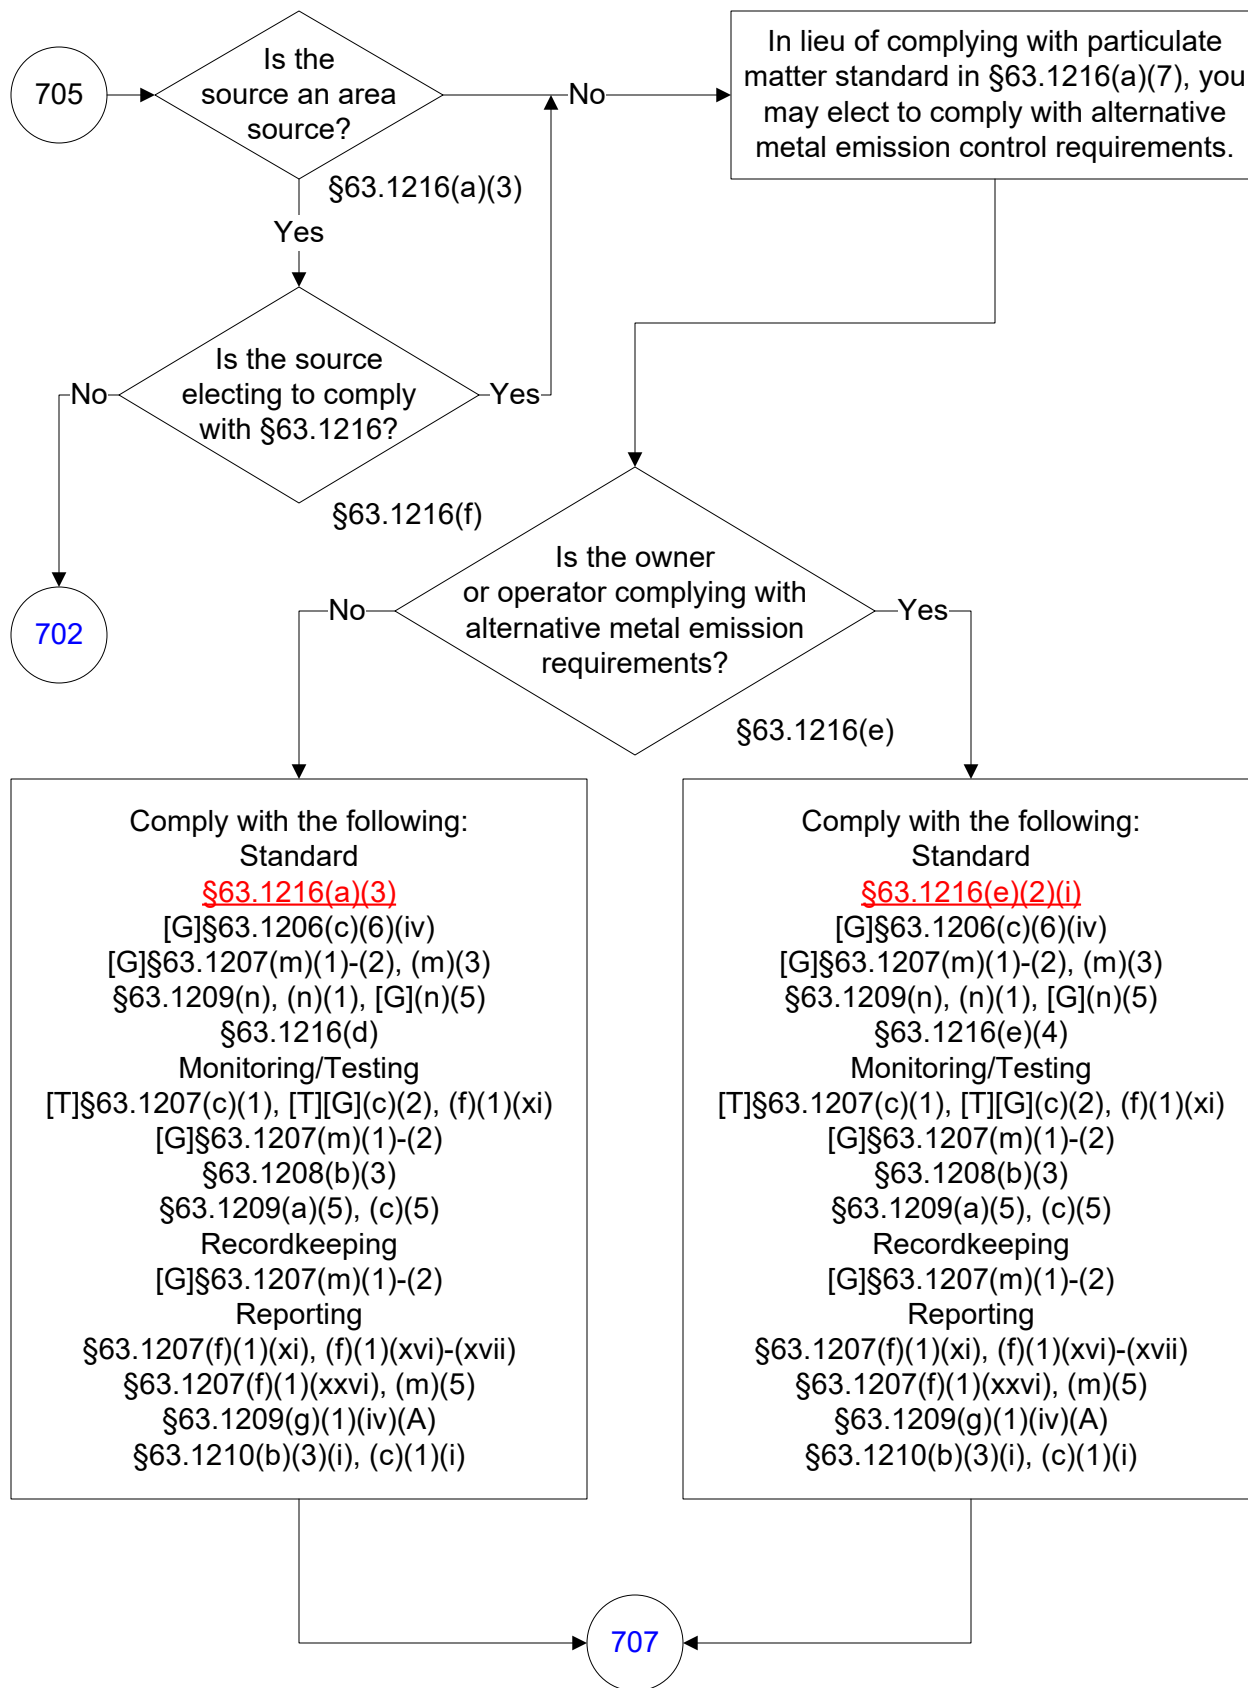 705
Is the
source an area
source?
No
In lieu of complying with particulate
matter standard in §63.1216(a)(7), you
may elect to comply with alternative
metal emission control requirements.
§63.1216(a)(3)
Yes
Is the source
electing to comply
with §63.1216?
No
Yes
§63.1216(f)
702
Is the owner
or operator complying with
alternative metal emission
requirements?
No
Yes
§63.1216(e)
Comply with the following:
Standard
§63.1216(a)(3)
[G]§63.1206(c)(6)(iv)
[G]§63.1207(m)(1)-(2), (m)(3)
§63.1209(n), (n)(1), [G](n)(5)
§63.1216(d)
Monitoring/Testing
[T]§63.1207(c)(1), [T][G](c)(2), (f)(1)(xi)
[G]§63.1207(m)(1)-(2)
§63.1208(b)(3)
§63.1209(a)(5), (c)(5)
Recordkeeping
[G]§63.1207(m)(1)-(2)
Reporting
§63.1207(f)(1)(xi), (f)(1)(xvi)-(xvii)
§63.1207(f)(1)(xxvi), (m)(5)
§63.1209(g)(1)(iv)(A)
§63.1210(b)(3)(i), (c)(1)(i)
Comply with the following:
Standard
§63.1216(e)(2)(i)
[G]§63.1206(c)(6)(iv)
[G]§63.1207(m)(1)-(2), (m)(3)
§63.1209(n), (n)(1), [G](n)(5)
§63.1216(e)(4)
Monitoring/Testing
[T]§63.1207(c)(1), [T][G](c)(2), (f)(1)(xi)
[G]§63.1207(m)(1)-(2)
§63.1208(b)(3)
§63.1209(a)(5), (c)(5)
Recordkeeping
[G]§63.1207(m)(1)-(2)
Reporting
§63.1207(f)(1)(xi), (f)(1)(xvi)-(xvii)
§63.1207(f)(1)(xxvi), (m)(5)
§63.1209(g)(1)(iv)(A)
§63.1210(b)(3)(i), (c)(1)(i)
707